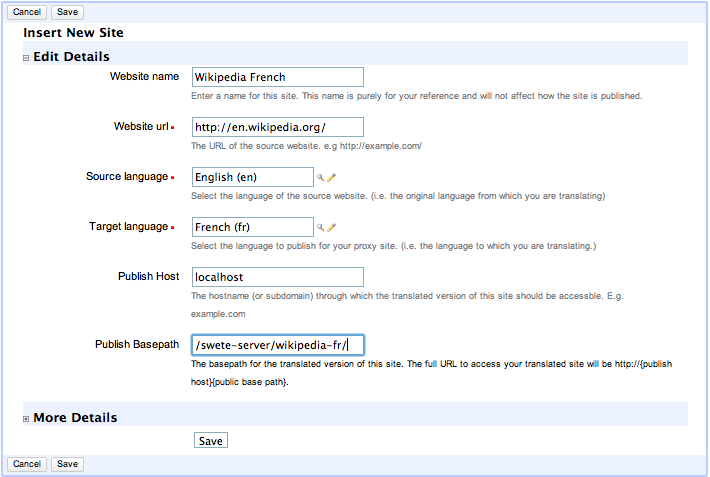 Cancel Save
Insert New Site
Edit Details
Website name Wikipedia French
Enter a name for this site. This name is purely for your reference and will not affect how the site is published.
Website url http://en.wikipedia.org/
The URL of the source website. e.g http://example.com/
Source language English (en)
Select the language of the source website. (i.e. the original language from which you are translating)
Target language French (fr)
Select the language to publish for your proxy site. (i.e. the language to which you are translating.)
Publish Host localhost
The hostname (or subdomain) through which the translated version of this site should be accessble. E.g.
example.com
Publish Basepath /swete-server/wikipedia-fr/
The basepath for the translated version of this site. The full URL to access your translated site will be http://{publish
host}{public base path}.
More Details
Save
Cancel Save